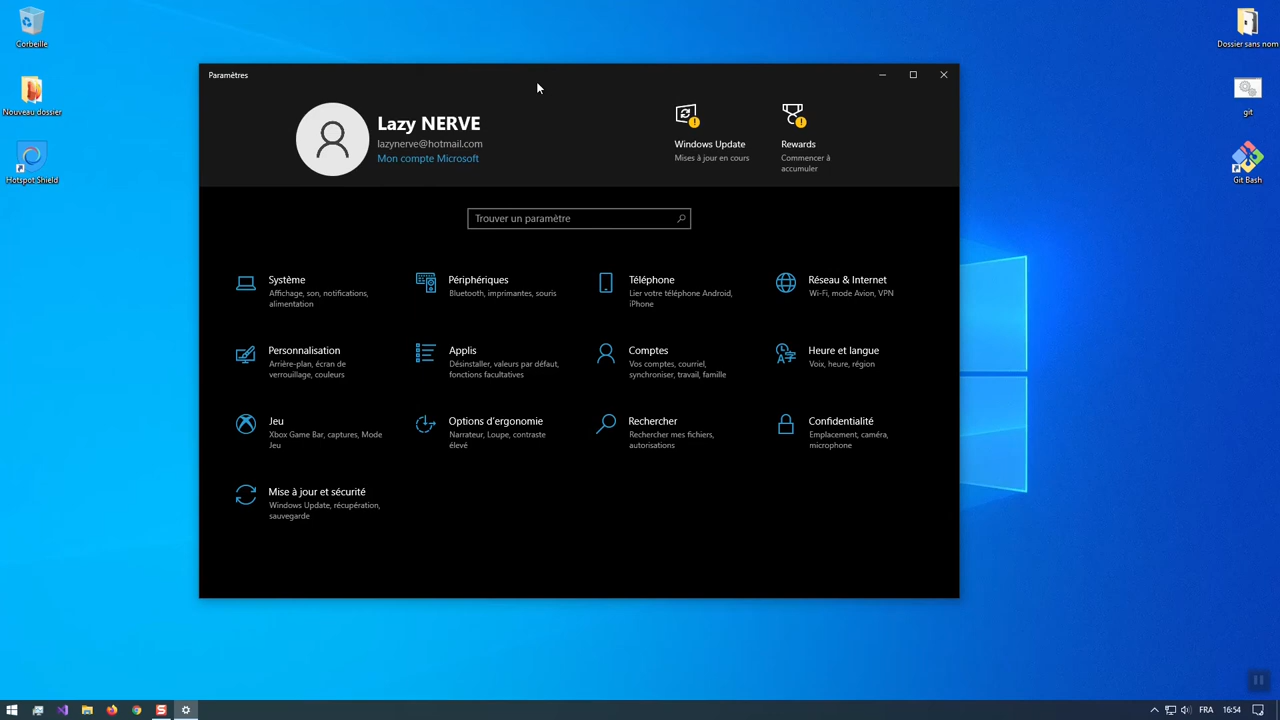 Corbeille
Nouveau dossier
Hotspot Shield
Dossier sans nom
git
Git Bash
Paramètres
Lazy NERVE
lazynerve@hotmail.com
Mon compte Microsoft
Windows Update
Mises à jour en cours
Rewards
Commencer à
accumuler
Trouver un paramètre
Système
Affichage, son, notifications,
alimentation
Périphériques
Bluetooth, imprimantes, souris
Téléphone
Lier votre téléphone Android,
iPhone
Réseau & Internet
Wi-Fi, mode Avion, VPN
Personnalisation
Arrière-plan, écran de
verrouillage, couleurs
Applis
Désinstaller, valeurs par défaut,
fonctions facultatives
Comptes
Vos comptes, courriel,
synchroniser, travail, famille
Heure et langue
Voix, heure, région
Jeu
Xbox Game Bar, captures, Mode
Jeu
Options d’ergonomie
Narrateur, Loupe, contraste
élevé
Rechercher
Rechercher mes fichiers,
autorisations
Confidentialité
Emplacement, caméra,
microphone
Mise à jour et sécurité
Windows Update, récupération,
sauvegarde
FRA
16:54